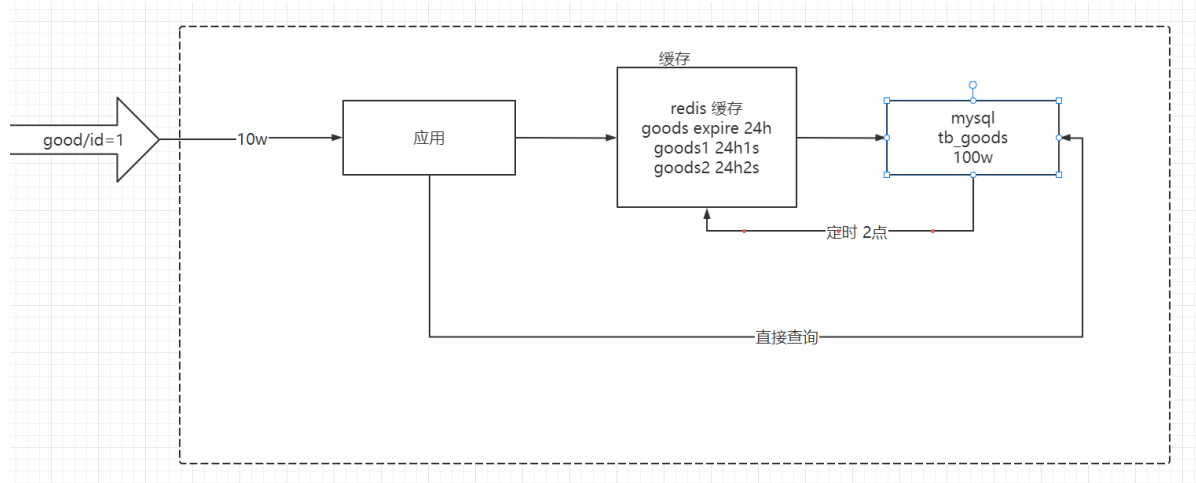 缓存
good/id=1
10w
应用
redis 缓存
goods expire 24h
goods1 24h1s
goods2 24h2s
mysql
tb_goods
100w
定时 2点
直接查询